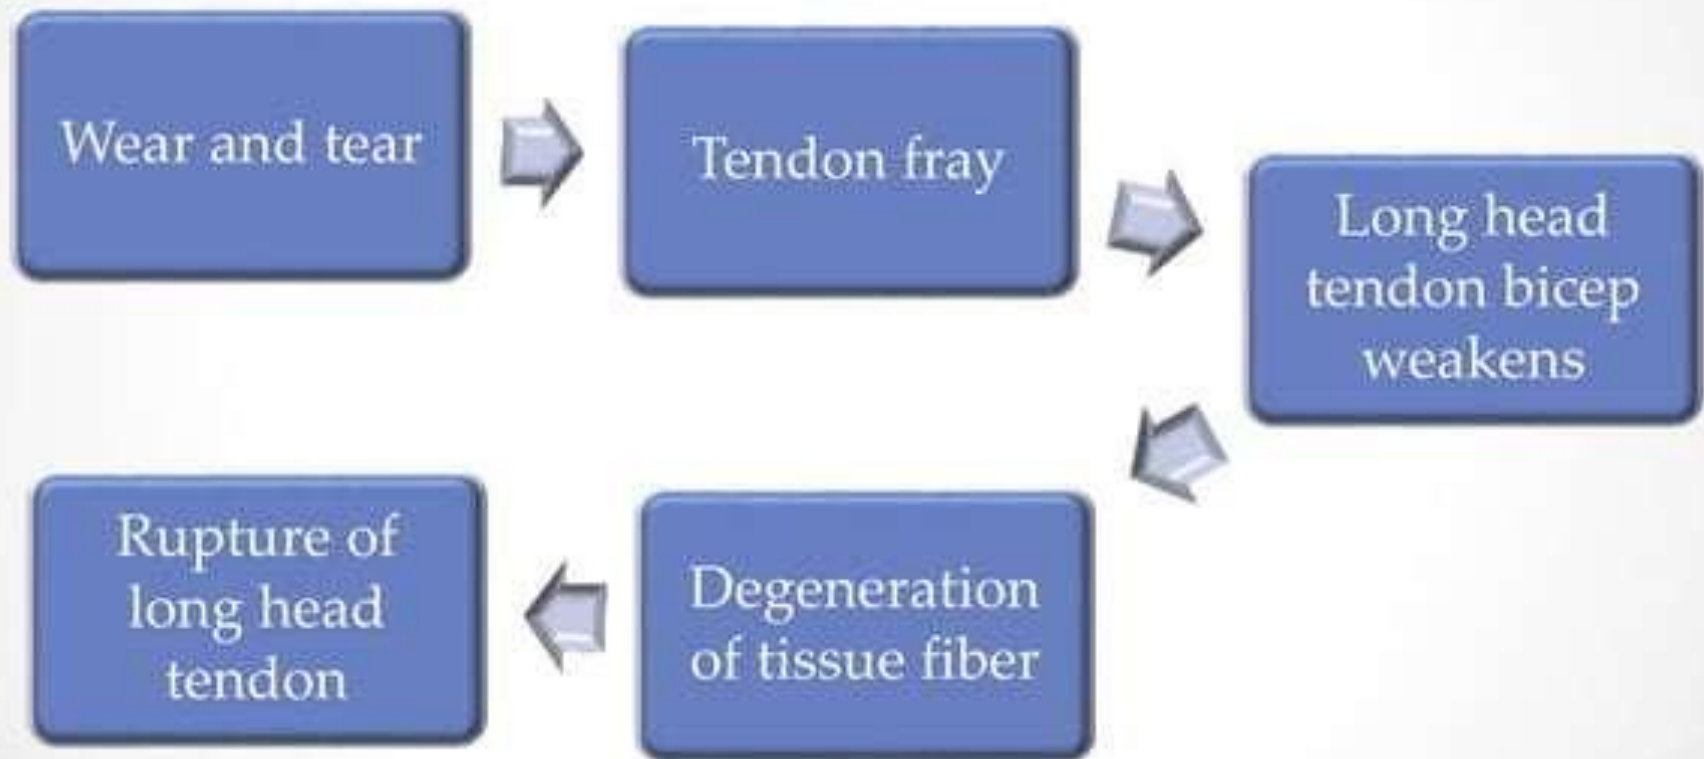 Wear and tear
Tendon fray
Long head
tendon bicep
weakens
Degeneration
of tissue fiber
Rupture of
long head
tendon